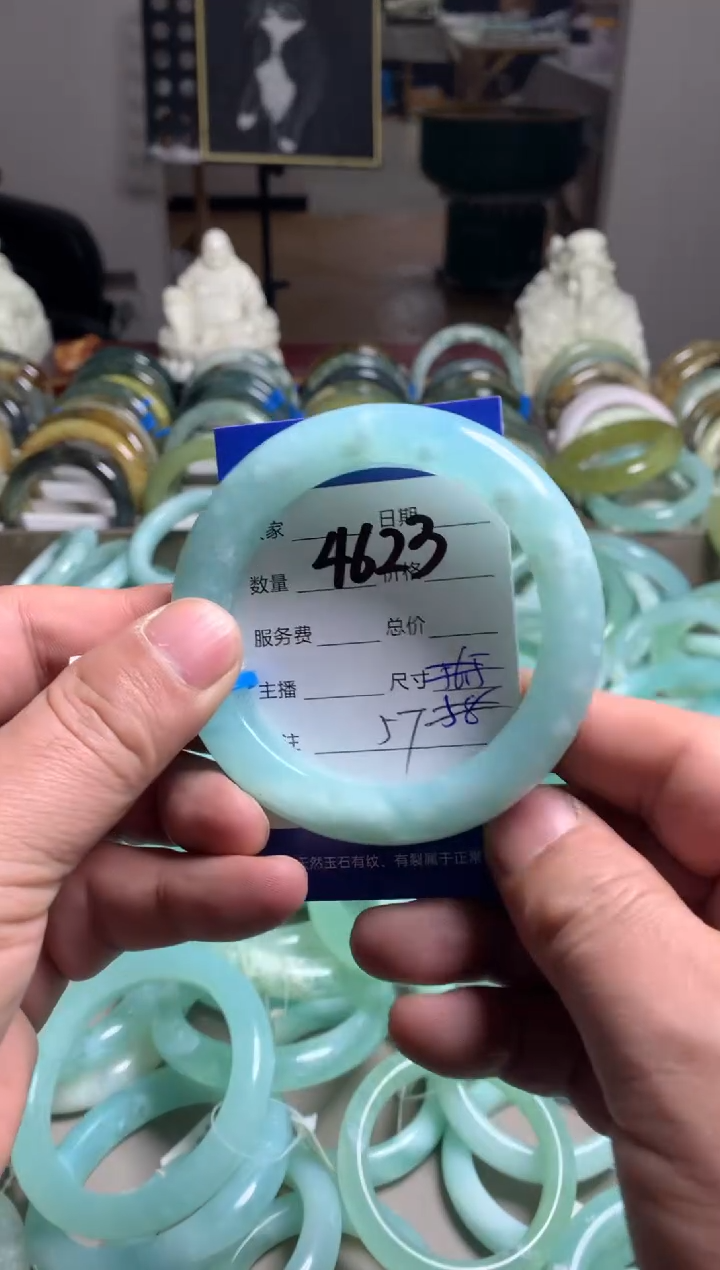 家 日期
4623
数量 价格
服务费 总价
主播 尺寸
57 58
注
天然玉石有纹、有裂属于正常